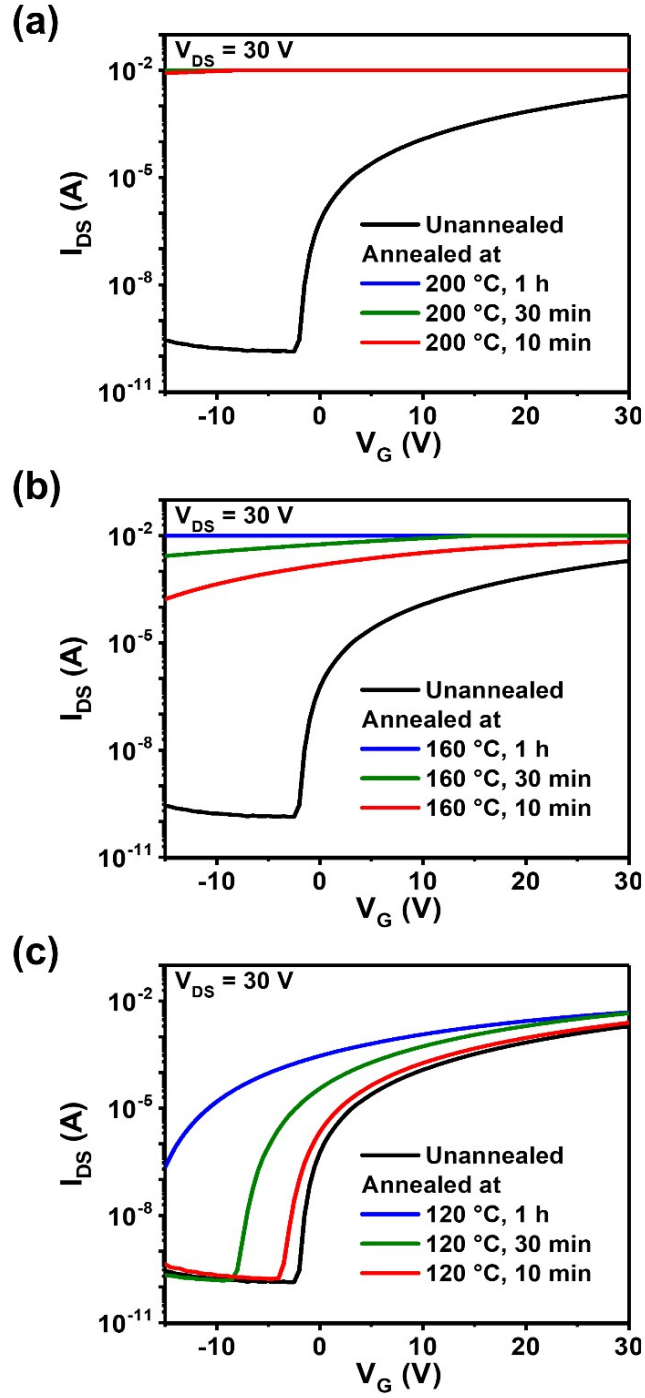 (a)
V_DS = 30 V
10^-2
10^-5
10^-8
10^-11
I_DS (A)
Unannealed
Annealed at
200 °C, 1 h
200 °C, 30 min
200 °C, 10 min
-10 0 10 20 30
V_G (V)
(b)
V_DS = 30 V
10^-2
10^-5
10^-8
10^-11
I_DS (A)
Unannealed
Annealed at
160 °C, 1 h
160 °C, 30 min
160 °C, 10 min
-10 0 10 20 30
V_G (V)
(c)
V_DS = 30 V
10^-2
10^-5
10^-8
10^-11
I_DS (A)
Unannealed
Annealed at
120 °C, 1 h
120 °C, 30 min
120 °C, 10 min
-10 0 10 20 30
V_G (V)